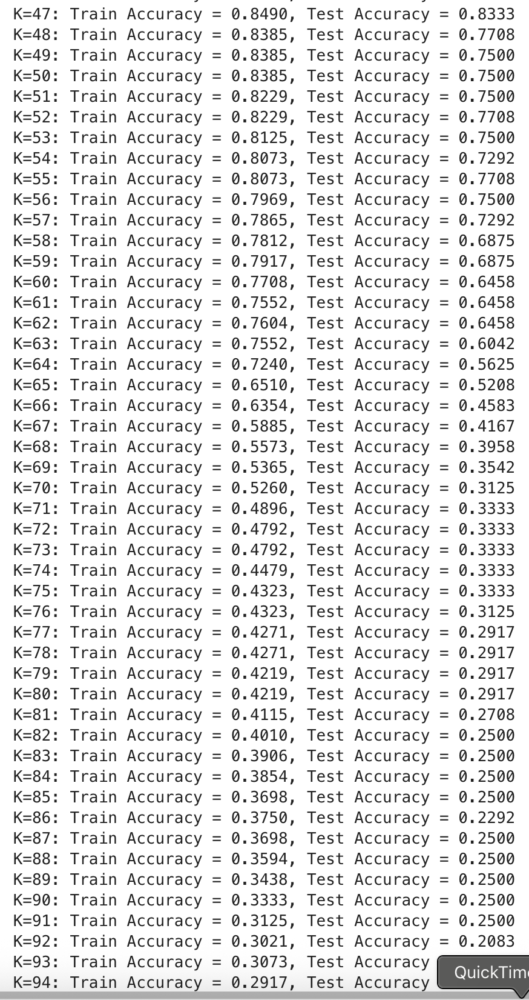 K=47: Train Accuracy = 0.8490, Test Accuracy = 0.8333
K=48: Train Accuracy = 0.8385, Test Accuracy = 0.7708
K=49: Train Accuracy = 0.8385, Test Accuracy = 0.7500
K=50: Train Accuracy = 0.8385, Test Accuracy = 0.7500
K=51: Train Accuracy = 0.8229, Test Accuracy = 0.7500
K=52: Train Accuracy = 0.8229, Test Accuracy = 0.7708
K=53: Train Accuracy = 0.8125, Test Accuracy = 0.7500
K=54: Train Accuracy = 0.8073, Test Accuracy = 0.7292
K=55: Train Accuracy = 0.8073, Test Accuracy = 0.7708
K=56: Train Accuracy = 0.7969, Test Accuracy = 0.7500
K=57: Train Accuracy = 0.7865, Test Accuracy = 0.7292
K=58: Train Accuracy = 0.7812, Test Accuracy = 0.6875
K=59: Train Accuracy = 0.7917, Test Accuracy = 0.6875
K=60: Train Accuracy = 0.7708, Test Accuracy = 0.6458
K=61: Train Accuracy = 0.7552, Test Accuracy = 0.6458
K=62: Train Accuracy = 0.7604, Test Accuracy = 0.6458
K=63: Train Accuracy = 0.7552, Test Accuracy = 0.6042
K=64: Train Accuracy = 0.7240, Test Accuracy = 0.5625
K=65: Train Accuracy = 0.6510, Test Accuracy = 0.5208
K=66: Train Accuracy = 0.6354, Test Accuracy = 0.4583
K=67: Train Accuracy = 0.5885, Test Accuracy = 0.4167
K=68: Train Accuracy = 0.5573, Test Accuracy = 0.3958
K=69: Train Accuracy = 0.5365, Test Accuracy = 0.3542
K=70: Train Accuracy = 0.5260, Test Accuracy = 0.3125
K=71: Train Accuracy = 0.4896, Test Accuracy = 0.3333
K=72: Train Accuracy = 0.4792, Test Accuracy = 0.3333
K=73: Train Accuracy = 0.4792, Test Accuracy = 0.3333
K=74: Train Accuracy = 0.4479, Test Accuracy = 0.3333
K=75: Train Accuracy = 0.4323, Test Accuracy = 0.3333
K=76: Train Accuracy = 0.4323, Test Accuracy = 0.3125
K=77: Train Accuracy = 0.4271, Test Accuracy = 0.2917
K=78: Train Accuracy = 0.4271, Test Accuracy = 0.2917
K=79: Train Accuracy = 0.4219, Test Accuracy = 0.2917
K=80: Train Accuracy = 0.4219, Test Accuracy = 0.2917
K=81: Train Accuracy = 0.4115, Test Accuracy = 0.2708
K=82: Train Accuracy = 0.4010, Test Accuracy = 0.2500
K=83: Train Accuracy = 0.3906, Test Accuracy = 0.2500
K=84: Train Accuracy = 0.3854, Test Accuracy = 0.2500
K=85: Train Accuracy = 0.3698, Test Accuracy = 0.2500
K=86: Train Accuracy = 0.3750, Test Accuracy = 0.2292
K=87: Train Accuracy = 0.3698, Test Accuracy = 0.2500
K=88: Train Accuracy = 0.3594, Test Accuracy = 0.2500
K=89: Train Accuracy = 0.3438, Test Accuracy = 0.2500
K=90: Train Accuracy = 0.3333, Test Accuracy = 0.2500
K=91: Train Accuracy = 0.3125, Test Accuracy = 0.2500
K=92: Train Accuracy = 0.3021, Test Accuracy = 0.2083
K=93: Train Accuracy = 0.3073, Test Accuracy
QuickTim
K=94: Train Accuracy = 0.2917, Test Accuracy